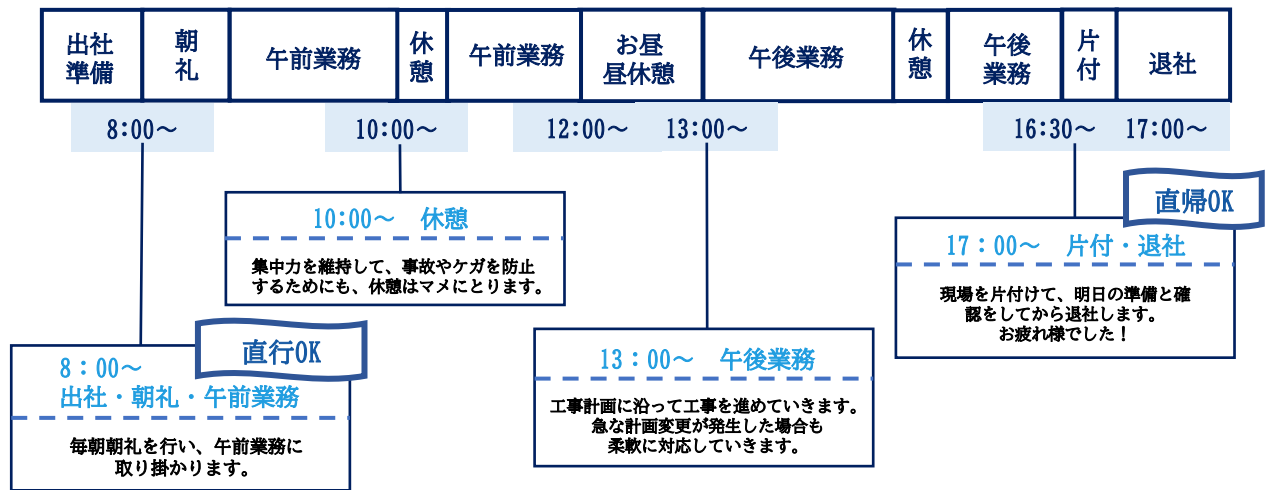 出社
準備
朝
礼
午前業務
休
憩
午前業務
お昼
昼休憩
午後業務
休
憩
午後
業務
片
付
退社
8:00～
10:00～
12:00～
13:00～
16:30～
17:00～
10:00～　休憩
集中力を維持して、事故やケガを防止
するためにも、休憩はマメにとります。
直帰OK
17：00～　片付・退社
現場を片付けて、明日の準備と確
認をしてから退社します。
お疲れ様でした！
直行OK
8：00～
出社・朝礼・午前業務
毎朝朝礼を行い、午前業務に
取り掛かります。
13：00～　午後業務
工事計画に沿って工事を進めていきます。
急な計画変更が発生した場合も
柔軟に対応していきます。